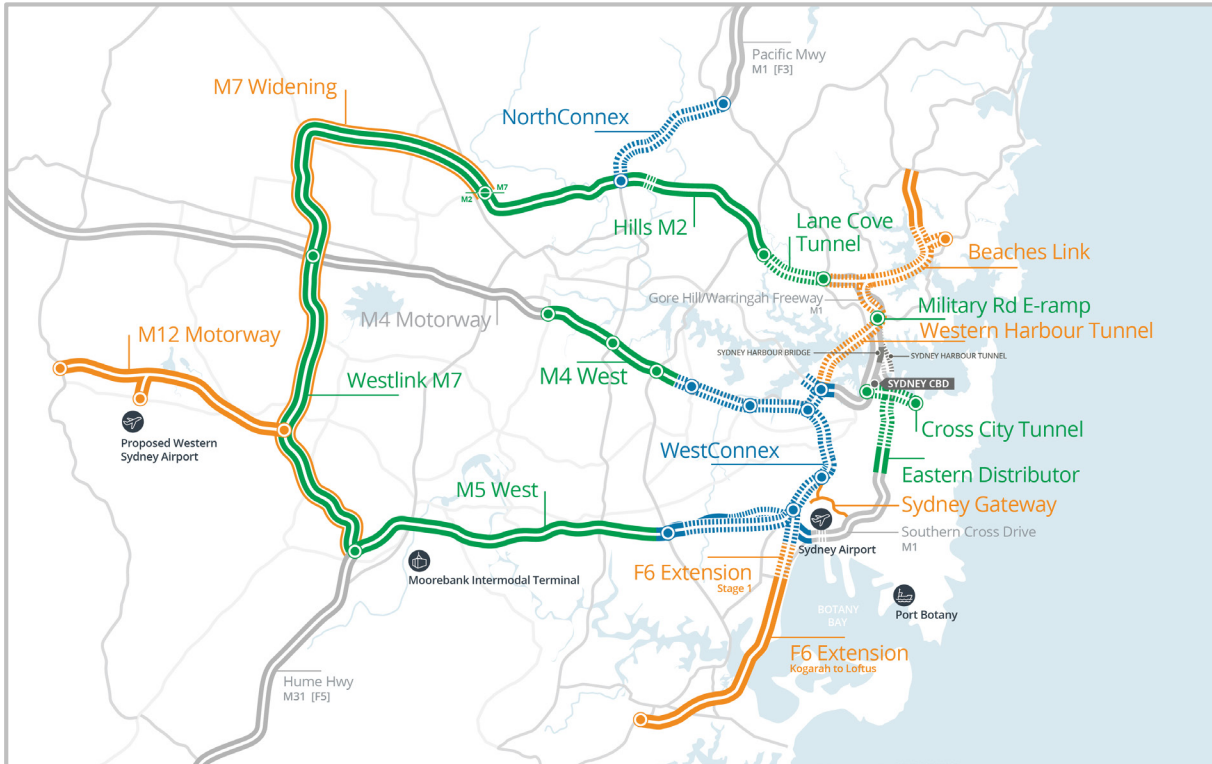 Pacific Mwy
M1 [F3]
M7 Widening
NorthConnex
M7
M2
Hills M2
Lane Cove
Tunnel
Beaches Link
Gore Hill/Warringah Freeway
M1
Military Rd E-ramp
M4 Motorway
Western Harbour Tunnel
M12 Motorway
SYDNEY HARBOUR BRIDGE
SYDNEY HARBOUR TUNNEL
Westlink M7
M4 West
SYDNEY CBD
Proposed Western
Sydney Airport
Cross City Tunnel
WestConnex
Eastern Distributor
M5 West
Sydney Gateway
Southern Cross Drive
M1
Sydney Airport
Moorebank Intermodal Terminal
F6 Extension
Stage 1
BOTANY
BAY
Port Botany
F6 Extension
Kogarah to Loftus
Hume Hwy
M31 [F5]